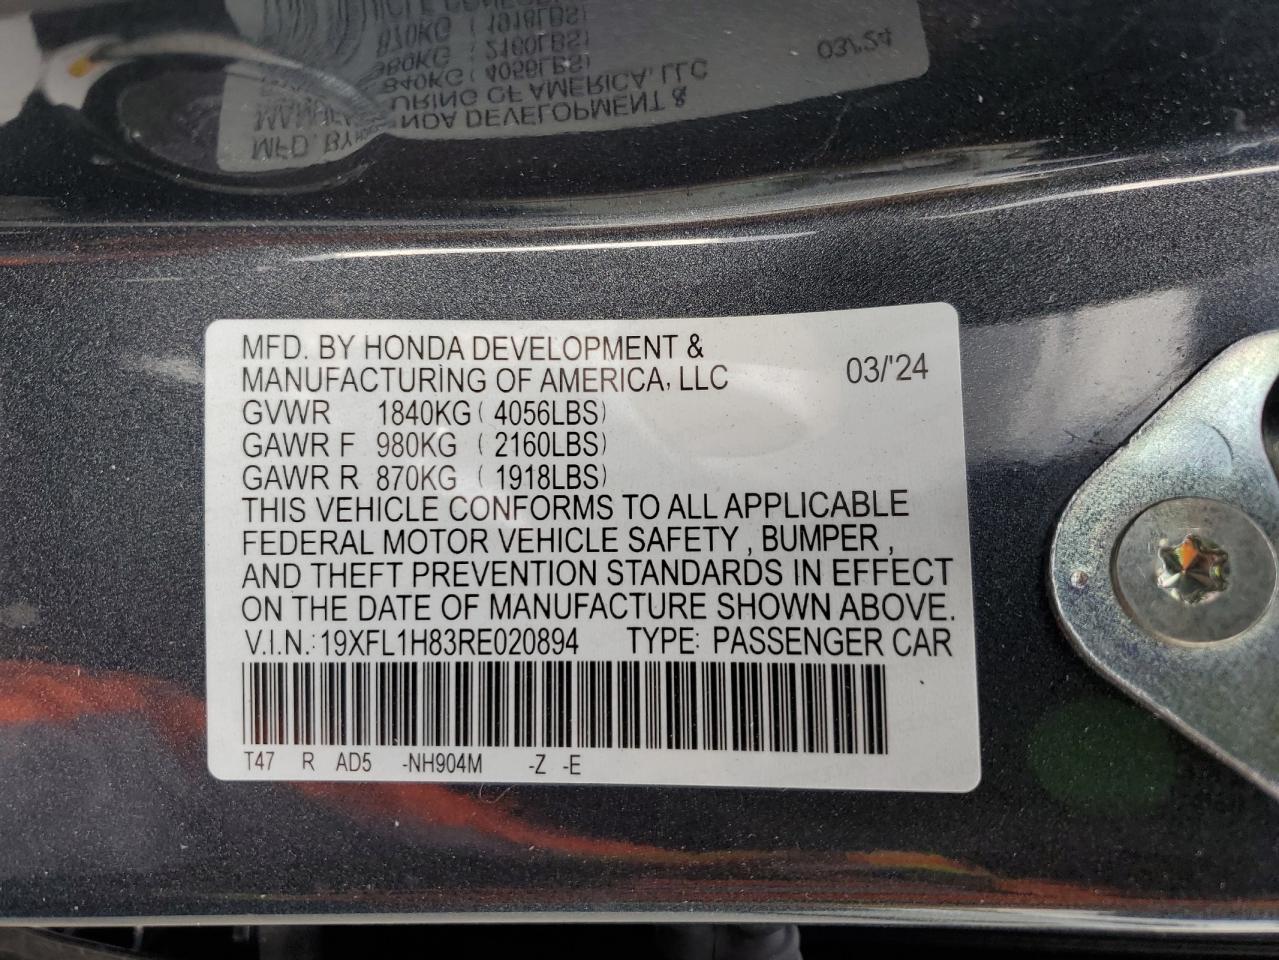 MFD. BY HONDA DEVELOPMENT &
MANUFACTURING OF AMERICA, LLC 03/'24
GVWR 1840KG ( 4056LBS)
GAWR F 980KG ( 2160LBS)
GAWR R 870KG ( 1918LBS)
THIS VEHICLE CONFORMS TO ALL APPLICABLE
FEDERAL MOTOR VEHICLE SAFETY , BUMPER ,
AND THEFT PREVENTION STANDARDS IN EFFECT
ON THE DATE OF MANUFACTURE SHOWN ABOVE.
V.I.N.: 19XFL1H83RE020894 TYPE: PASSENGER CAR
T47 R AD5 -NH904M -Z -E